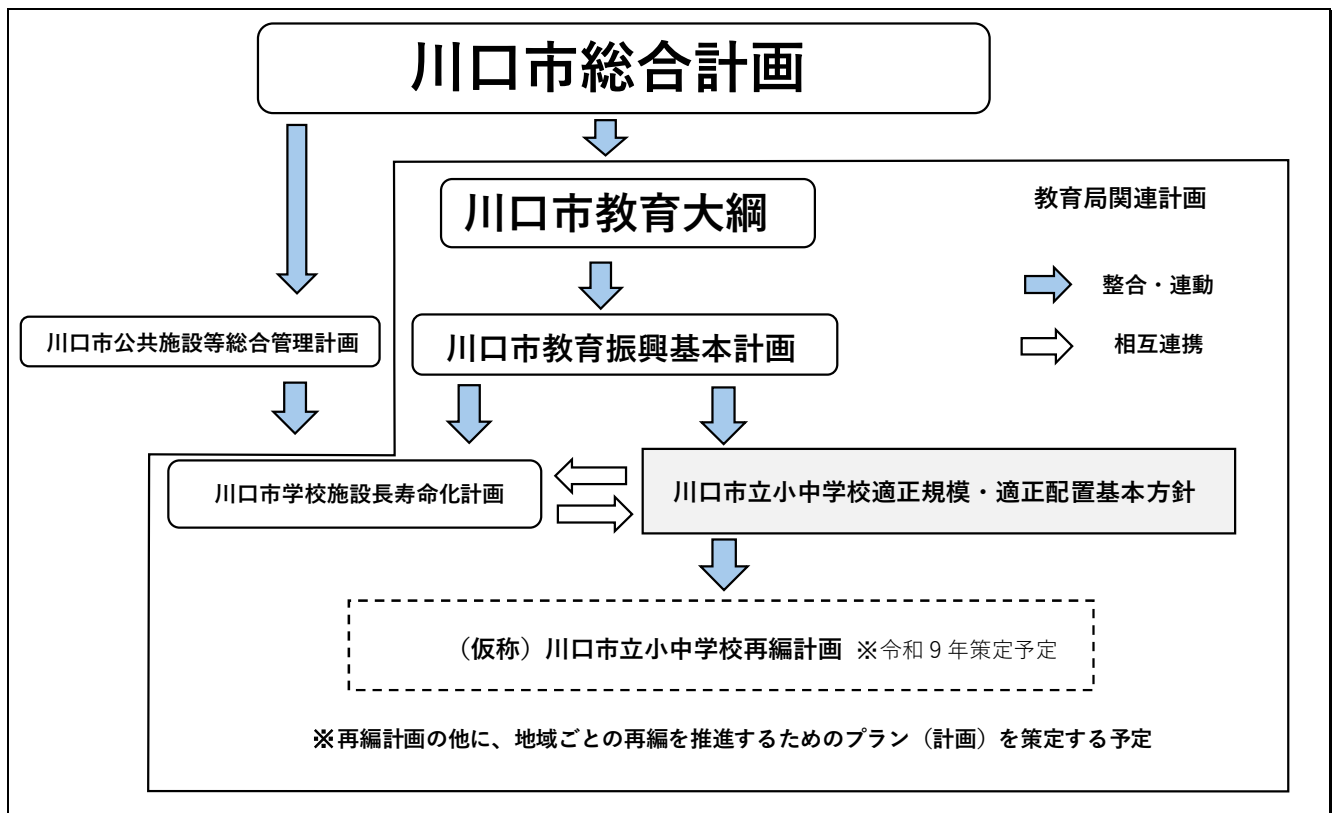 川口市総合計画
川口市教育大綱
教育局関連計画
整合・連動
相互連携
川口市公共施設等総合管理計画
川口市教育振興基本計画
川口市学校施設長寿命化計画
川口市立小中学校適正規模・適正配置基本方針
（仮称）川口市立小中学校再編計画 ※令和９年策定予定
※再編計画の他に、地域ごとの再編を推進するためのプラン（計画）を策定する予定